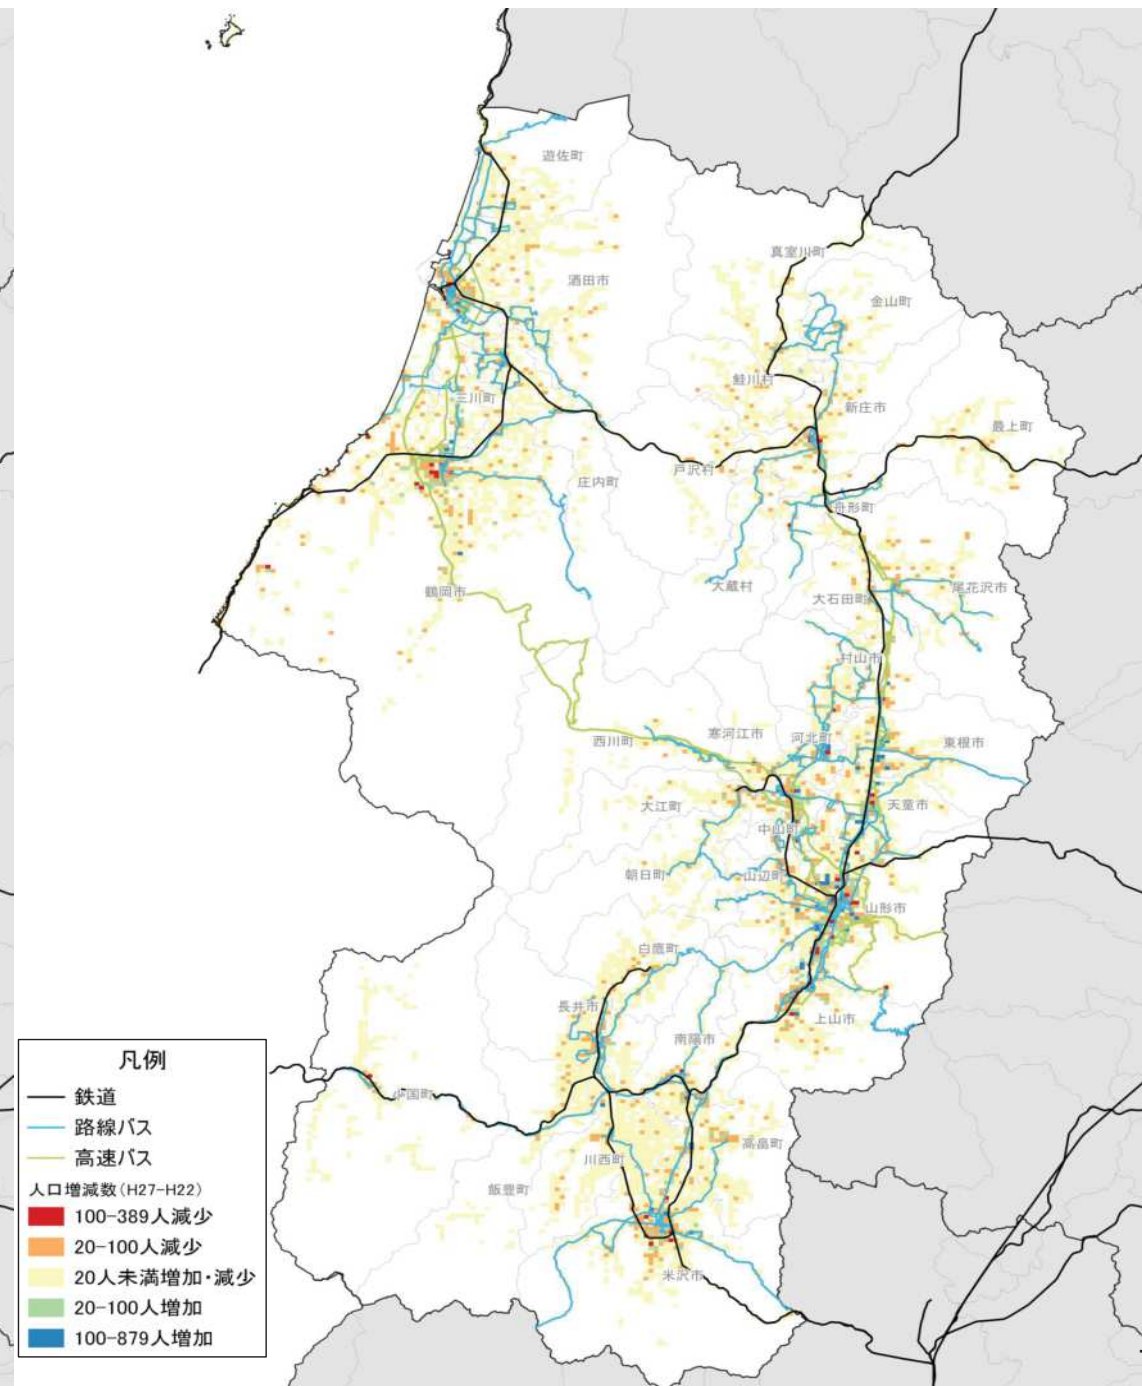 遊佐町
真室川町
酒田市
金山町
鮭川村
三川町
新庄市
最上町
戸沢村
庄内町
舟形町
大蔵村
鶴岡市
大石田町
尾花沢市
村山市
西川町
寒河江市
河北町
東根市
大江町
天童市
中山町
朝日町
山辺町
山形市
白鷹町
長井市
上山市
南陽市
小国町
高畠町
川西町
飯豊町
米沢市
凡例
鉄道
路線バス
高速バス
人口増減数(H27-H22)
100-389人減少
20-100人減少
20人未満増加・減少
20-100人増加
100-879人増加